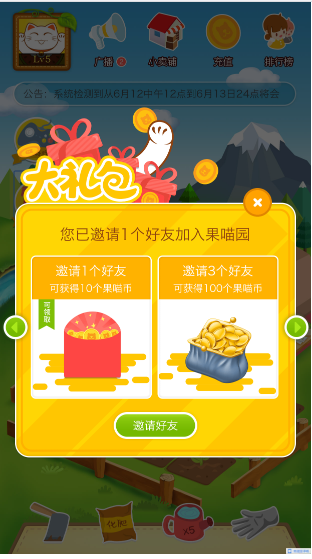 Lv5
广播
小卖铺
充值
排行榜
公告：系统检测到从6月12中午12点到6月13日24点将会
大礼包
您已邀请1个好友加入果喵园
邀请1个好友
可获得10个果喵币
可领取
邀请3个好友
可获得100个果喵币
邀请好友
化肥
x5